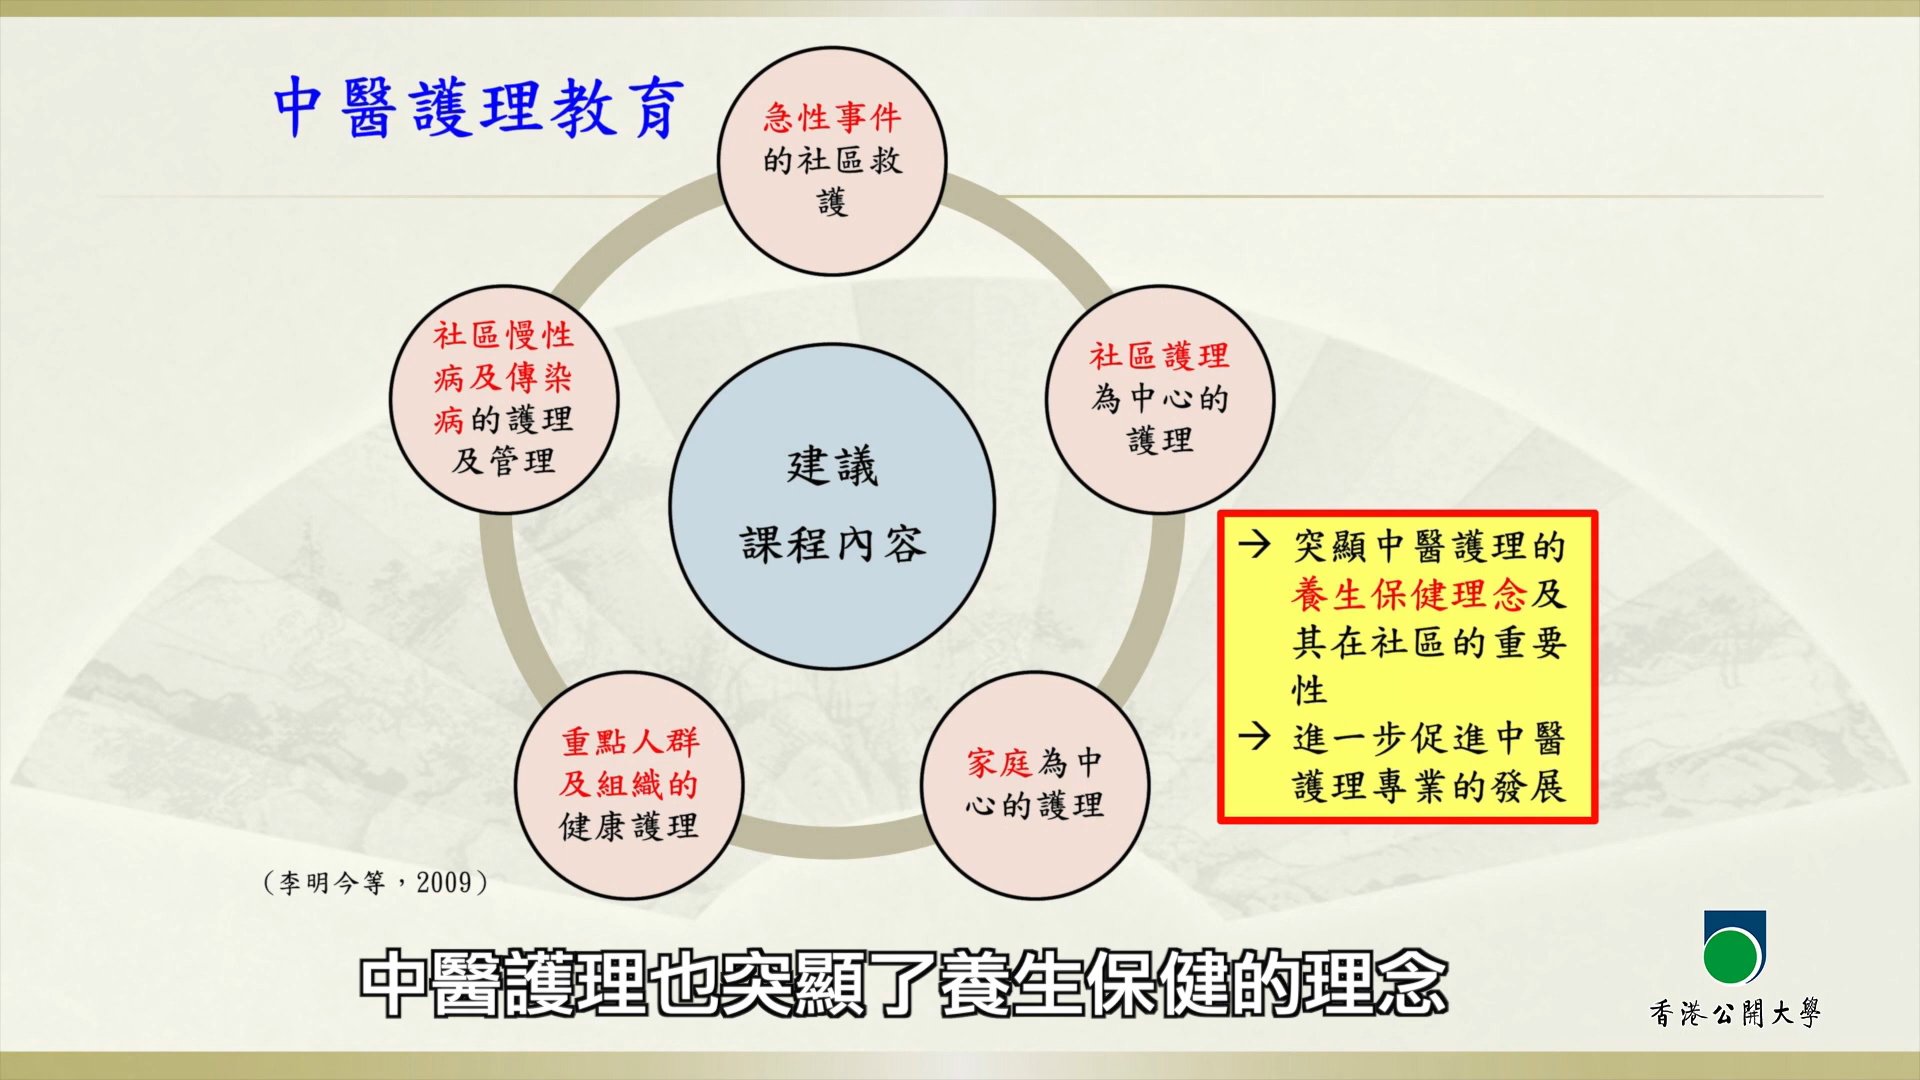 中醫護理教育
急性事件
的社區救
護
社區慢性
病及傳染
病的護理
及管理
社區護理
為中心的
護理
建議
課程內容
重點人群
及組織的
健康護理
家庭為中
心的護理
→ 突顯中醫護理的
養生保健理念及
其在社區的重要
性
→ 進一步促進中醫
護理專業的發展
（李明今等，2009）
中醫護理也突顯了養生保健的理念
香港公開大學